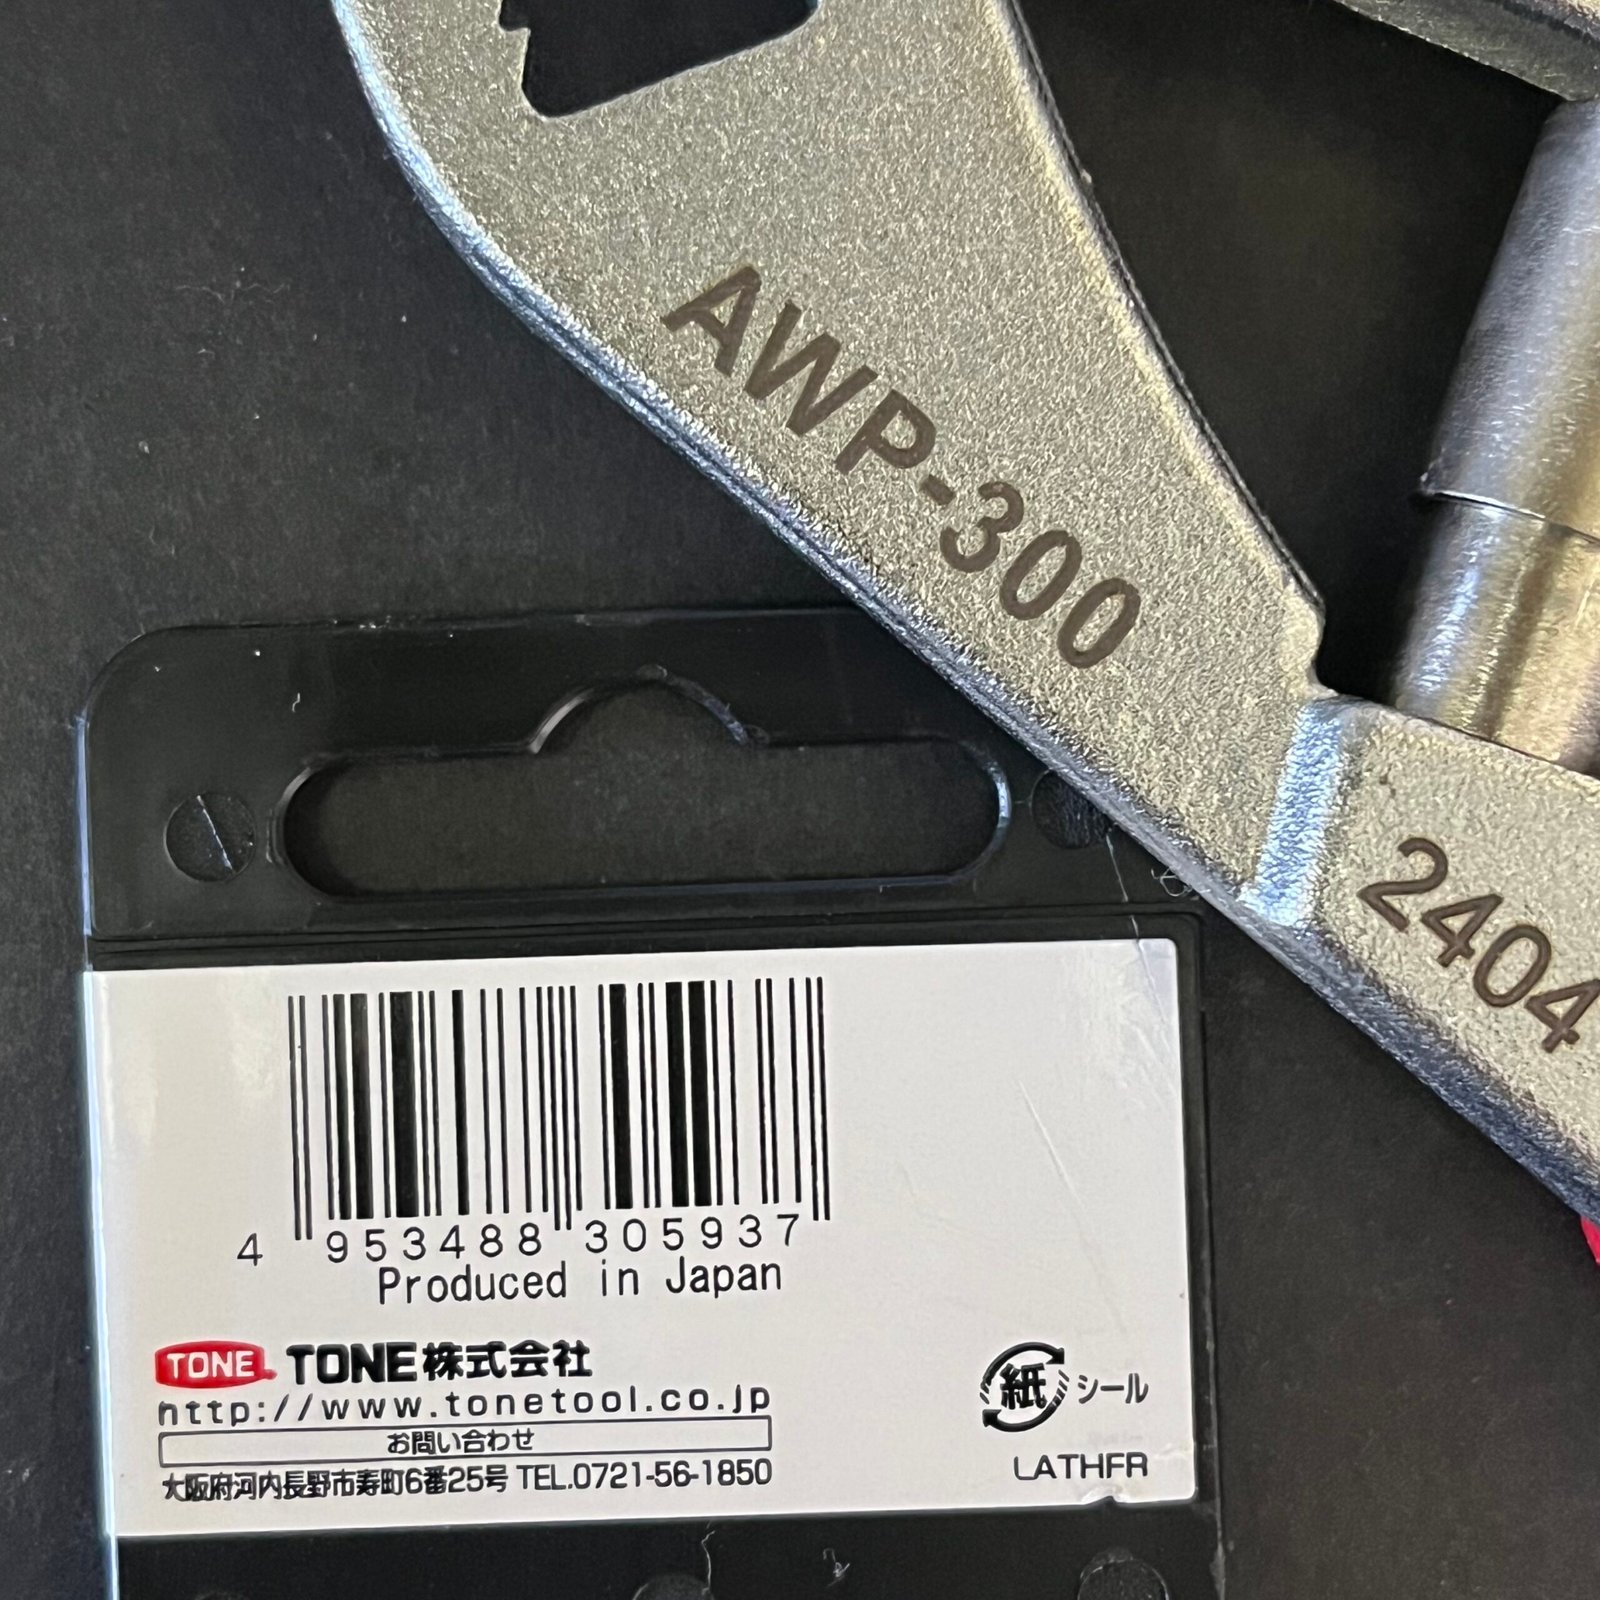 AWP-300
2404
4 953488 305937
Produced in Japan
TONE TONE株式会社
http://www.tonetool.co.jp
お問い合わせ
大阪府河内長野市寿町6番25号 TEL.0721-56-1850
紙 シール
LATHFR